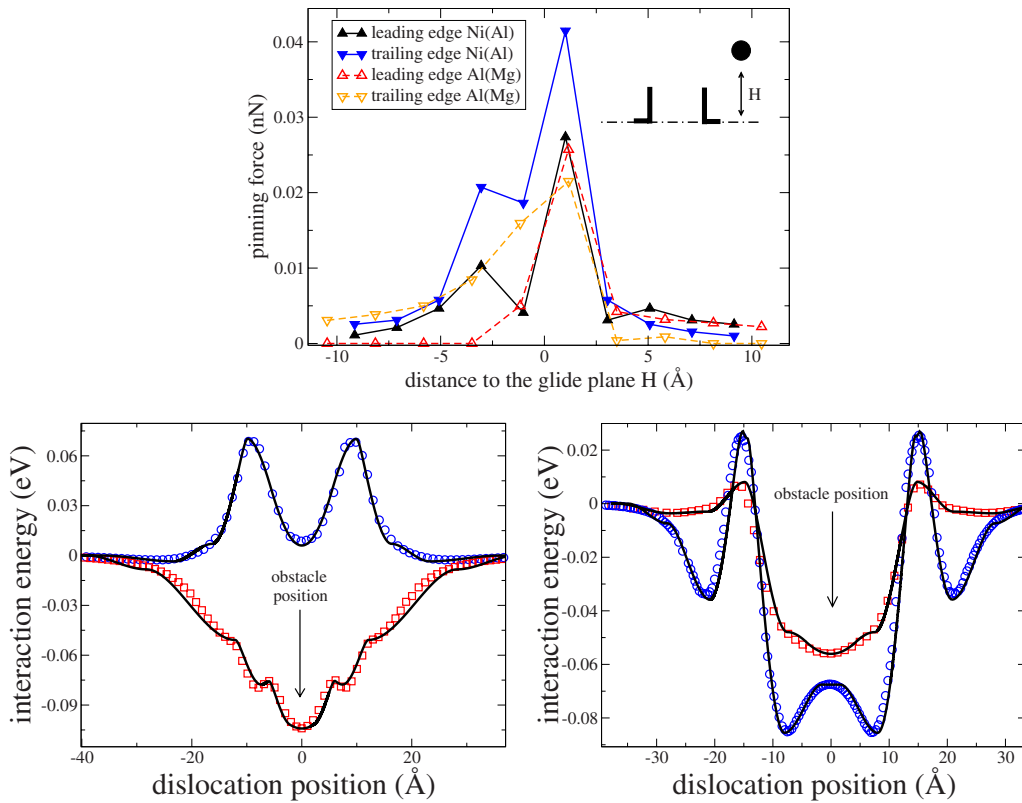 leading edge Ni(Al)
trailing edge Ni(Al)
leading edge Al(Mg)
trailing edge Al(Mg)
H
pinning force (nN)
0.04
0.03
0.02
0.01
0
-10 -5 0 5 10
distance to the glide plane H (Å)
interaction energy (eV)
0.06
0.03
0
-0.03
-0.06
-0.09
obstacle
position
-40 -20 0 20
dislocation position (Å)
interaction energy (eV)
0.02
0
-0.02
-0.04
-0.06
-0.08
obstacle position
-30 -20 -10 0 10 20 30
dislocation position (Å)